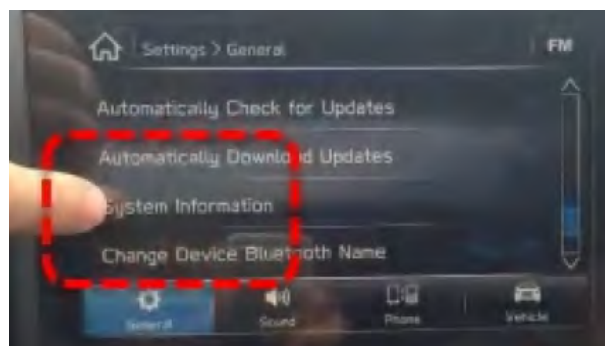 Settings > General
FM
Automatically Check for Updates
Automatically Download Updates
System Information
Change Device Bluetooth Name
General
Sound
Phone
Vehicle